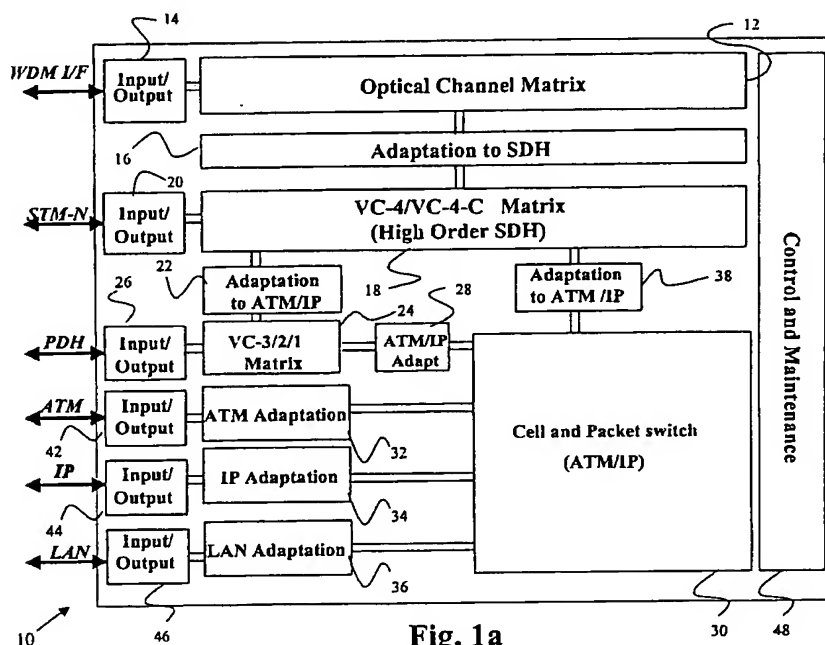 14
12
WDM I/F
Input/
Output
Optical Channel Matrix
16
Adaptation to SDH
20
STM-N
Input/
Output
VC-4/VC-4-C Matrix
(High Order SDH)
22
Adaptation
to ATM/IP
18
Adaptation
to ATM /IP
38
26
24
28
PDH
Input/
Output
VC-3/2/1
Matrix
ATM/IP
Adapt
ATM
Input/
Output
ATM Adaptation
42
32
Cell and Packet switch
(ATM/IP)
IP
Input/
Output
IP Adaptation
44
34
LAN
Input/
Output
LAN Adaptation
36
Control and Maintenance
10
46
30
48
Fig. 1a